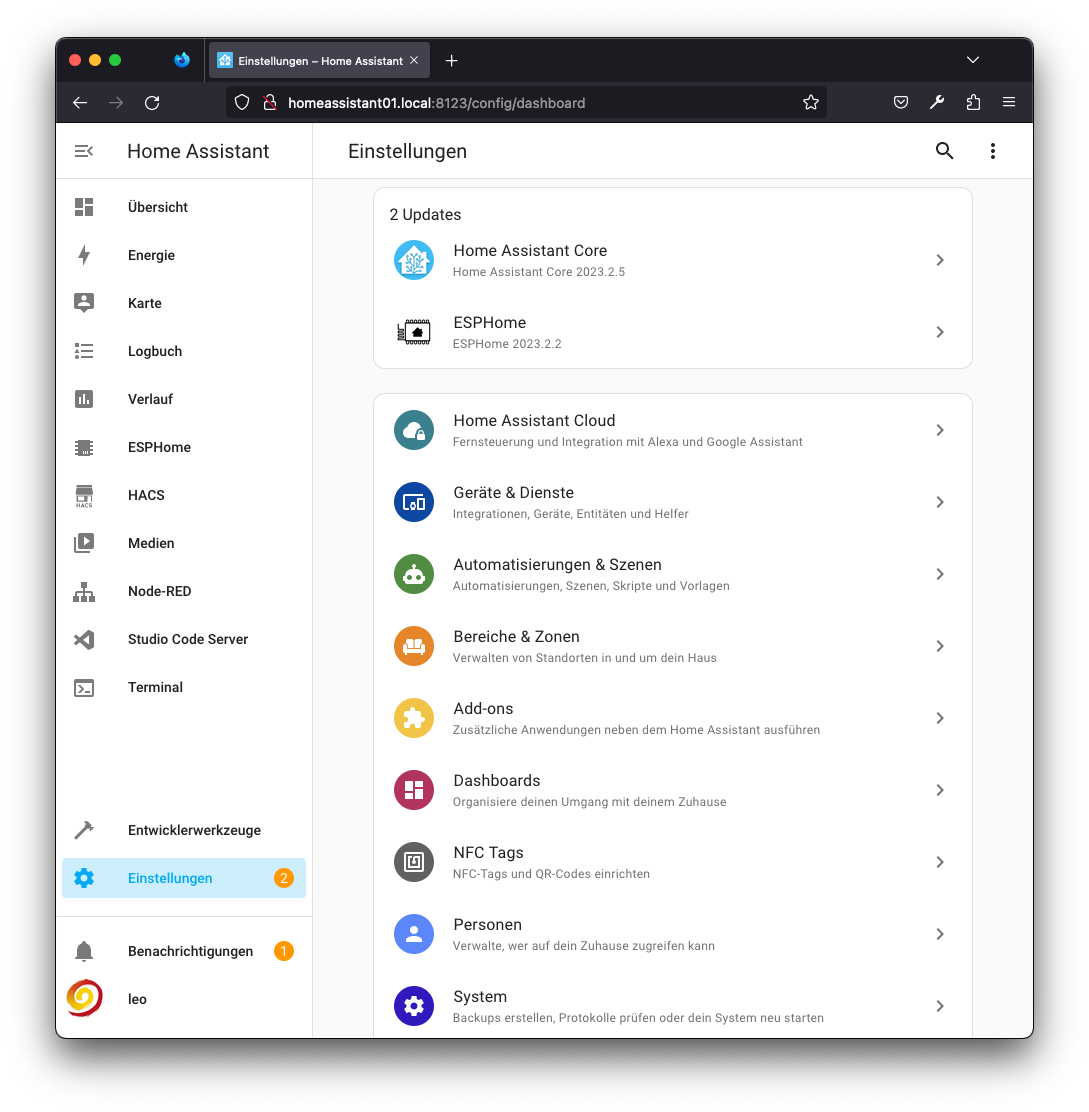 Einstellungen – Home Assistant
homeassistant01.local:8123/config/dashboard
Home Assistant
Einstellungen
Übersicht
Energie
Karte
Logbuch
Verlauf
ESPHome
HACS
HACS
Medien
Node-RED
Studio Code Server
Terminal
Entwicklerwerkzeuge
Einstellungen 2
Benachrichtigungen 1
leo
2 Updates
Home Assistant Core
Home Assistant Core 2023.2.5
ESPHome
ESPHome 2023.2.2
Home Assistant Cloud
Fernsteuerung und Integration mit Alexa und Google Assistant
Geräte & Dienste
Integrationen, Geräte, Entitäten und Helfer
Automatisierungen & Szenen
Automatisierungen, Szenen, Skripte und Vorlagen
Bereiche & Zonen
Verwalten von Standorten in und um dein Haus
Add-ons
Zusätzliche Anwendungen neben dem Home Assistant ausführen
Dashboards
Organisiere deinen Umgang mit deinem Zuhause
NFC Tags
NFC-Tags und QR-Codes einrichten
Personen
Verwalte, wer auf dein Zuhause zugreifen kann
System
Backups erstellen, Protokolle prüfen oder dein System neu starten